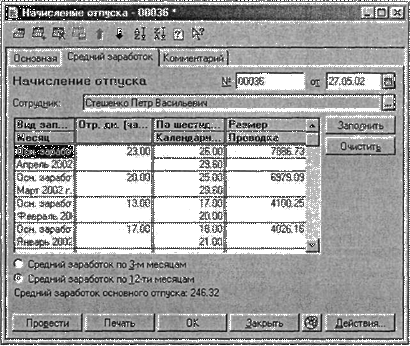 Начисление отпуска - 00036 *
Основная Средний заработок Комментарий
Начисление отпуска № 00036 от 27.05.02
Сотрудник: Стешенко Петр Васильевич ...
Вид зап... Отр. дн. (ча... По шестид... Размер
Месяц Календарн... Проводка
Осн. заработ 23.00 26.00 7886.73
Апрель 2002 29.60
Осн. зарабо 20.00 25.00 6979.09
Март 2002 г. 29.60
Осн. зарабо 13.00 17.00 4100.25
Февраль 20 20.00
Осн. зарабо 17.00 18.00 4026.16
Январь 2002 21.00
Заполнить
Очистить
Средний заработок по 3-м месяцам
Средний заработок по 12-ти месяцам
Средний заработок основного отпуска: 246.32
Провести Печать OK Закрыть Действия...